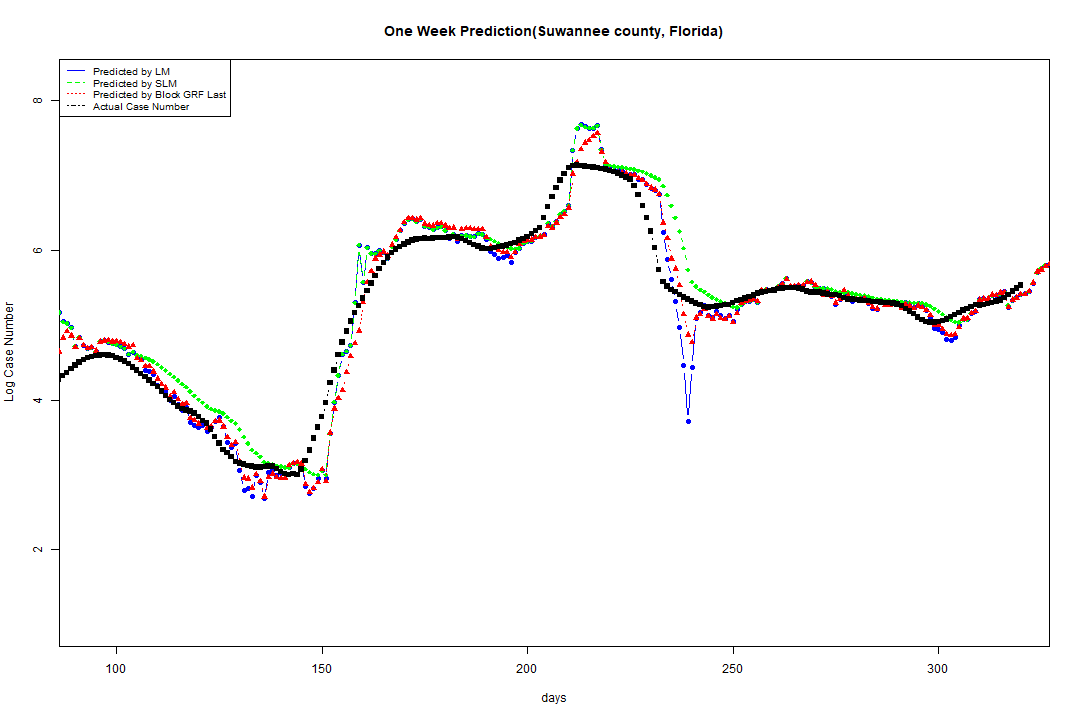 One Week Prediction(Suwannee county, Florida)
Predicted by LM
Predicted by SLM
Predicted by Block GRF Last
Actual Case Number
8
6
4
2
Log Case Number
100 150 200 250 300
days